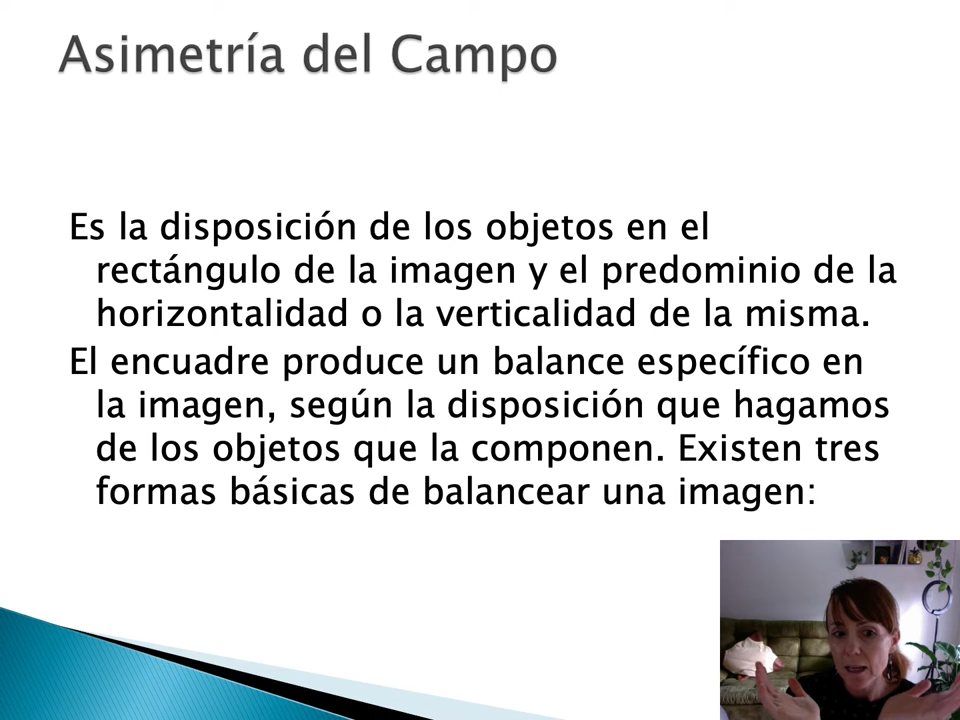 Asimetría del Campo
Es la disposición de los objetos en el
rectángulo de la imagen y el predominio de la
horizontalidad o la verticalidad de la misma.
El encuadre produce un balance específico en
la imagen, según la disposición que hagamos
de los objetos que la componen. Existen tres
formas básicas de balancear una imagen: